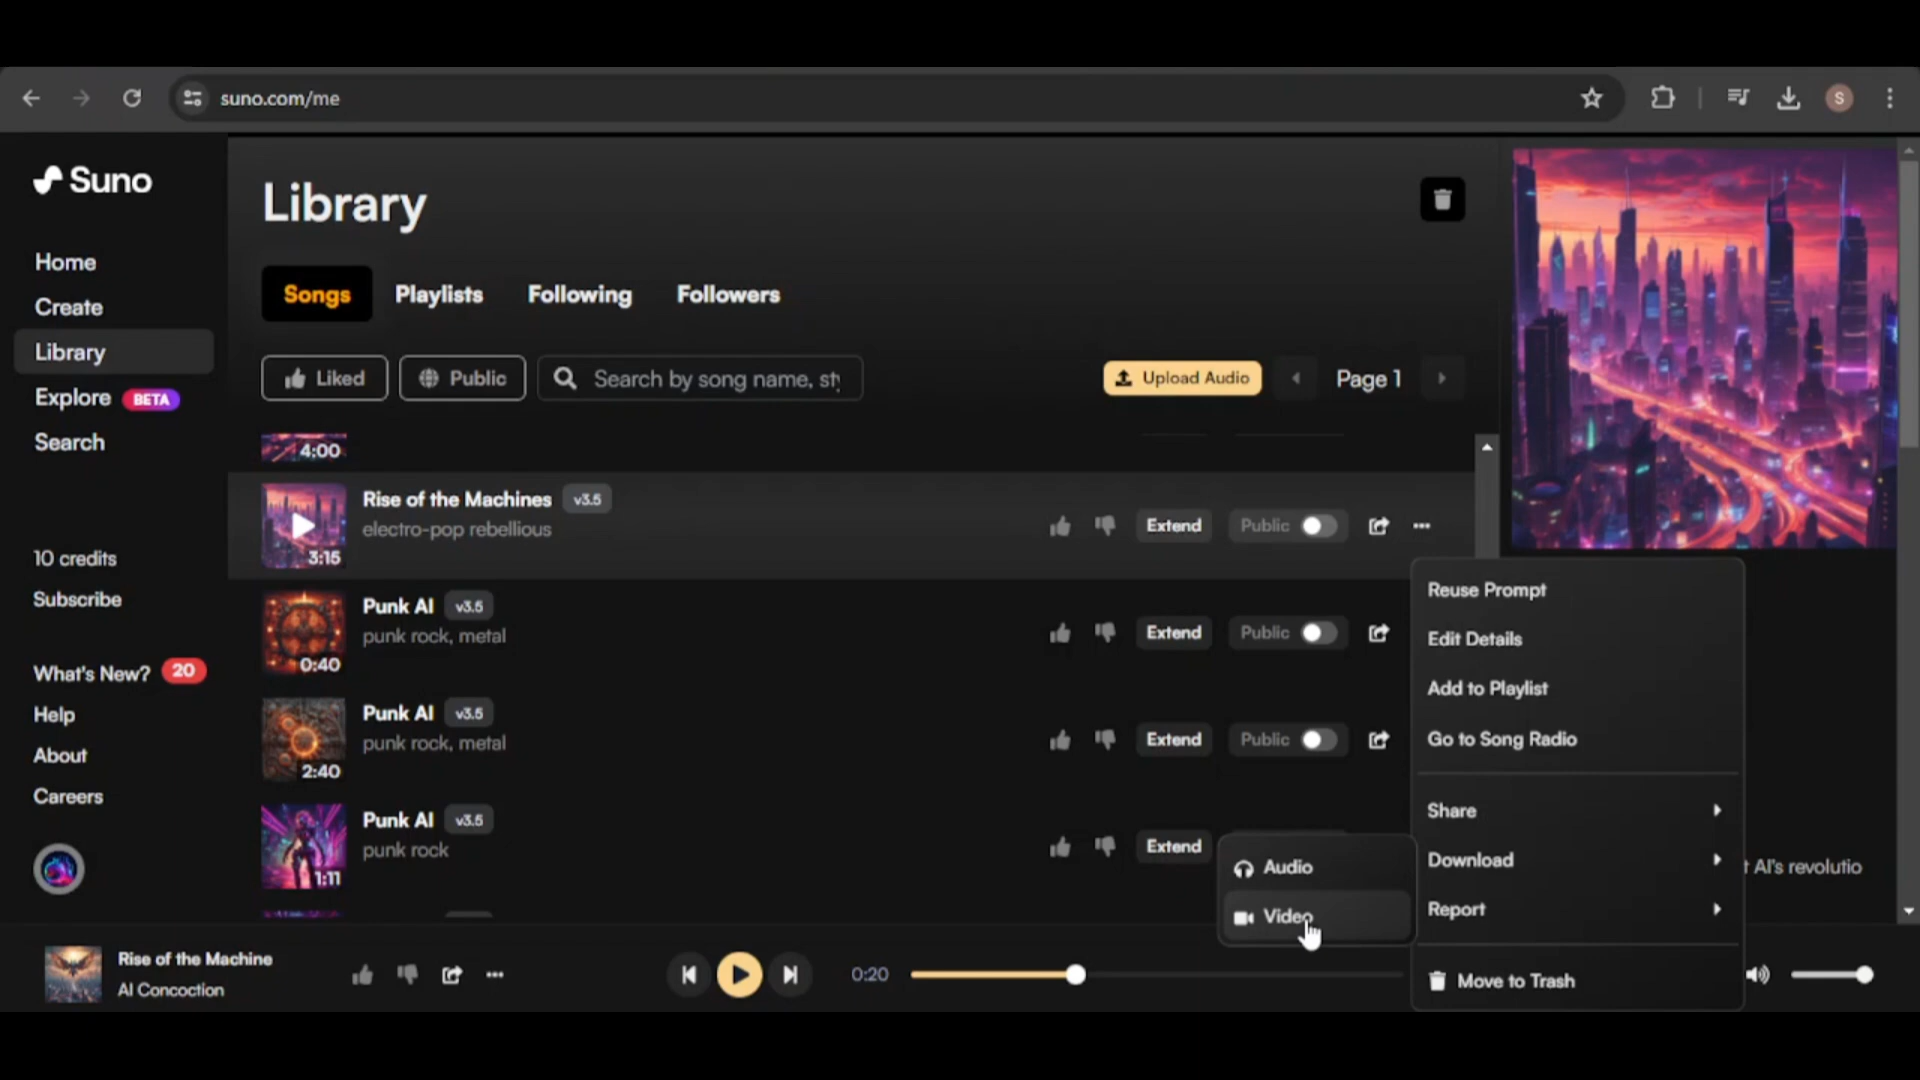 suno.com/me
S
Suno
Home
Create
Library
Explore BETA
Search
10 credits
Subscribe
What's New? 20
Help
About
Careers
Library
Songs Playlists Following Followers
Liked Public Search by song name, sty Upload Audio Page 1
4:00
Rise of the Machines v3.5
electro-pop rebellious
3:15
Extend Public
Punk AI v3.5
punk rock, metal
0:40
Extend Public
Punk AI v3.5
punk rock, metal
2:40
Extend Public
Punk AI v3.5
punk rock
1:11
Extend
Reuse Prompt
Edit Details
Add to Playlist
Go to Song Radio
Share
Download
Report
Move to Trash
Audio
Video
t AI's revolutio
Rise of the Machine
AI Concoction
0:20